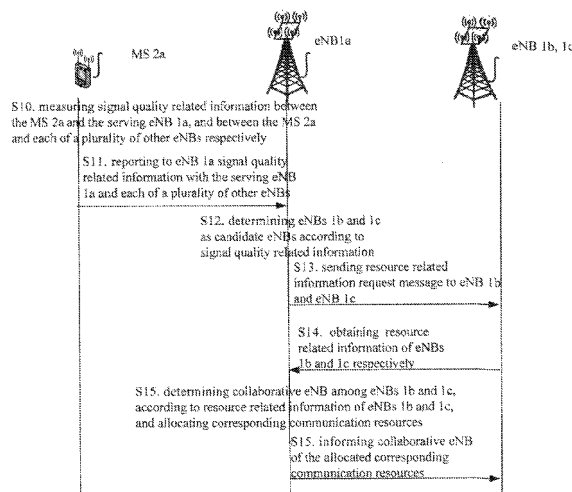 MS 2a
eNB1a
eNB 1b, 1c
S10. measuring signal quality related information between
the MS 2a and the serving eNB 1a, and between the MS 2a
and each of a plurality of other eNBs respectively
S11. reporting to eNB 1a signal quality
related information with the serving eNB
1a and each of a plurality of other eNBs
S12. determining eNBs 1b and 1c
as candidate eNBs according to
signal quality related information
S13. sending resource related
information request message to eNB 1b
and eNB 1c
S14. obtaining resource
related information of eNBs
1b and 1c respectively
S15. determining collaborative eNB among eNBs 1b and 1c,
according to resource related information of eNBs 1b and 1c,
and allocating corresponding communication resources
S15. informing collaborative eNB
of the allocated corresponding
communication resources